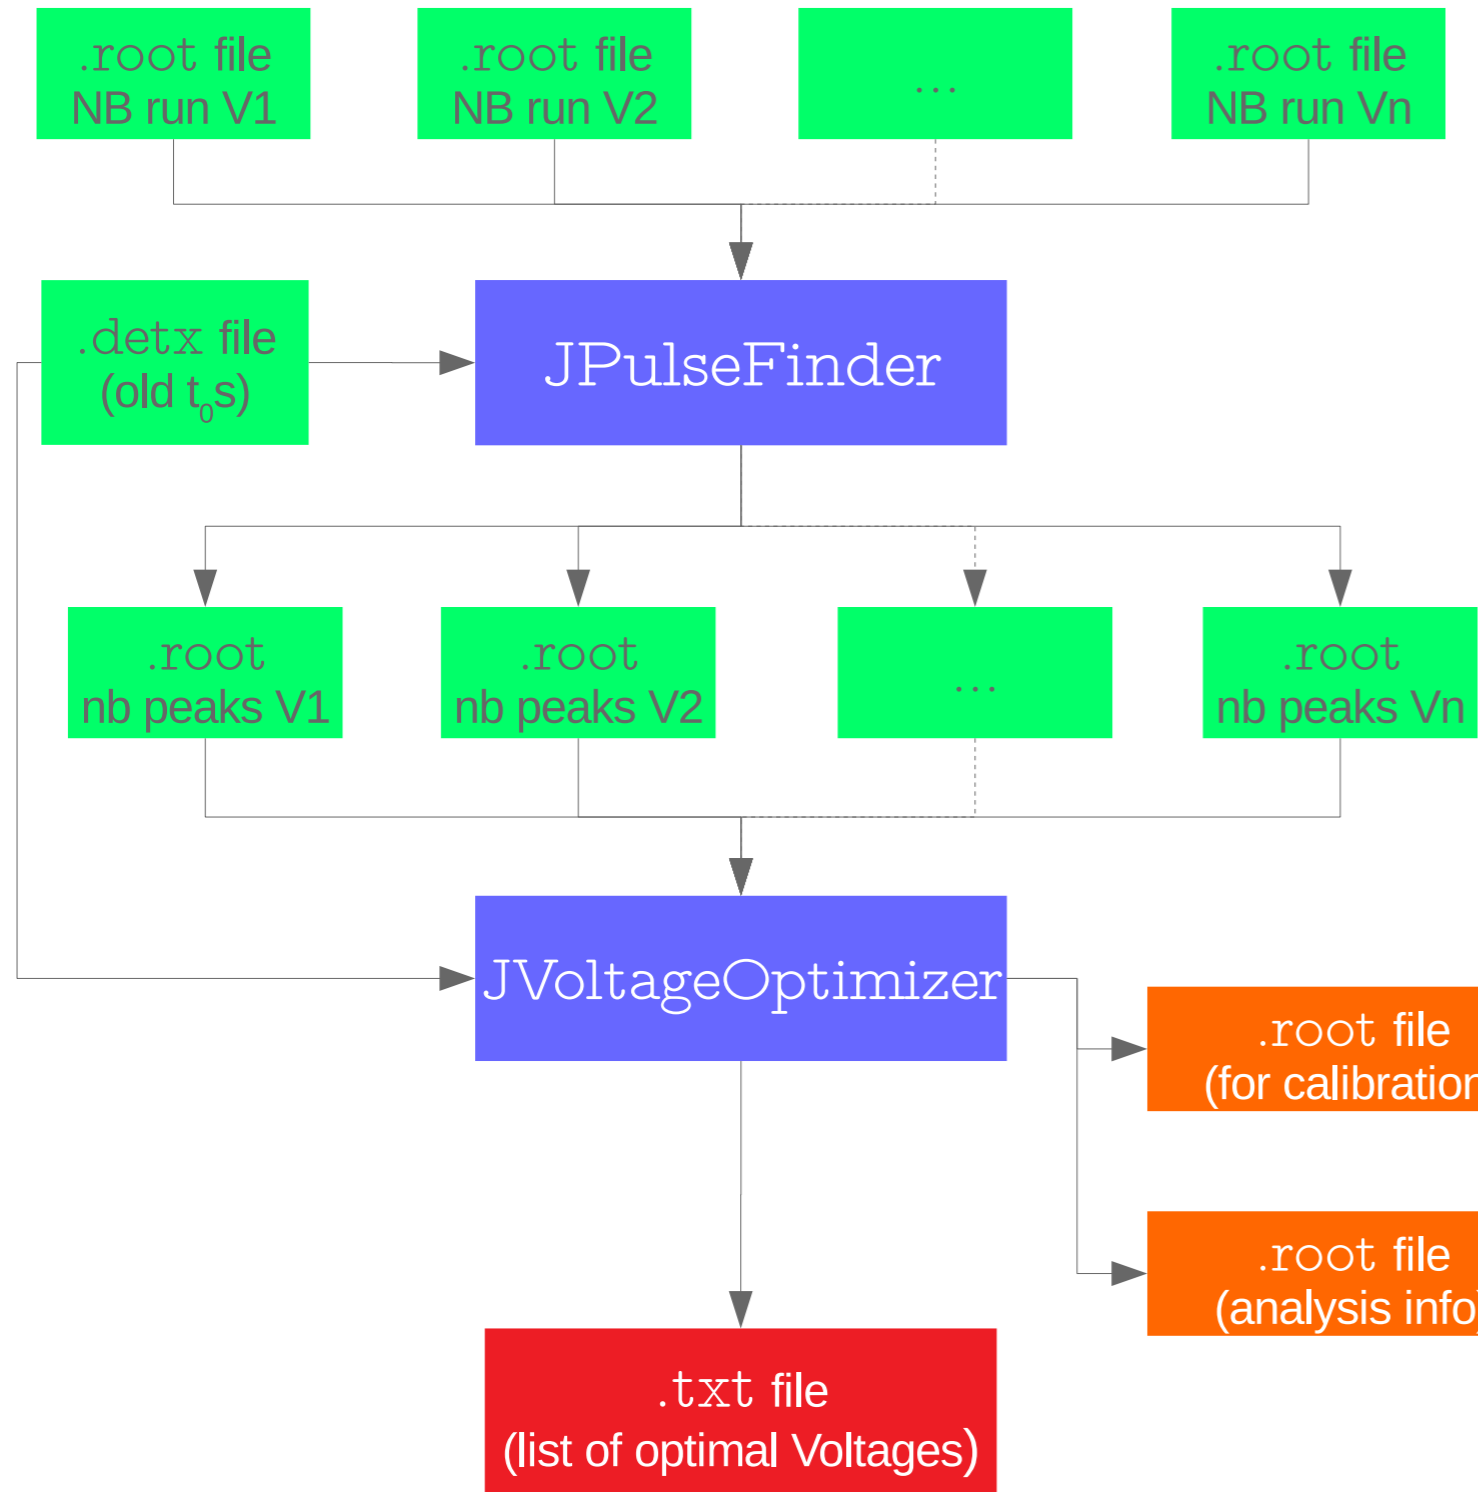 .root file
NB run V1
.root file
NB run V2
...
.root file
NB run Vn
.detx file
(old t₀s)
JPulseFinder
.root
nb peaks V1
.root
nb peaks V2
...
.root
nb peaks Vn
JVoltageOptimizer
.root file
(for calibration
.root file
(analysis info)
.txt file
(list of optimal Voltages)